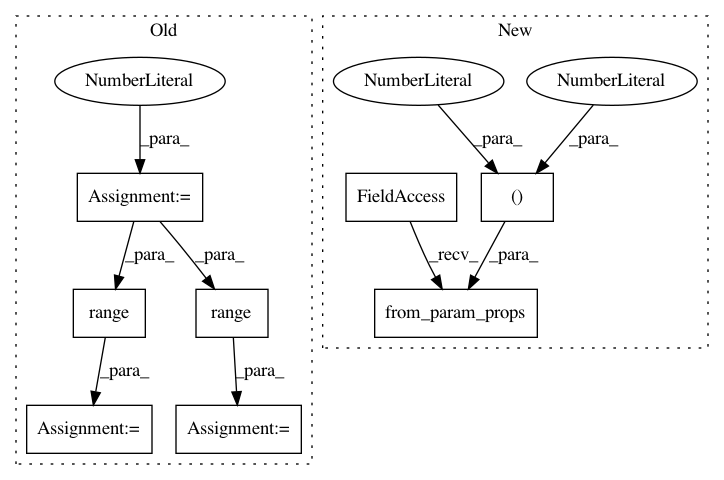 Old
New
NumberLiteral
NumberLiteral
NumberLiteral
_para_
_para_
_para_
Assignment:=
FieldAccess
()
_para_
_para_
_recv_
_para_
range
range
from_param_props
_para_
_para_
Assignment:=
Assignment:=